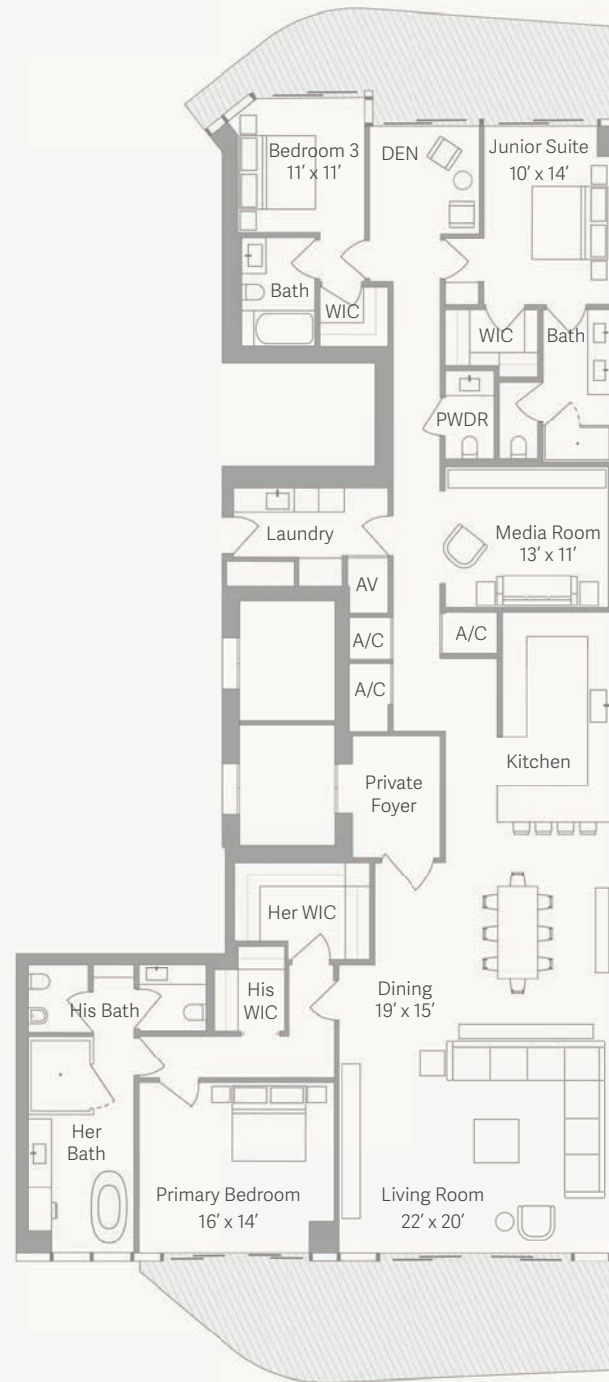 Bedroom 3
11’ x 11’
DEN
Junior Suite
10’ x 14’
Bath
WIC
WIC
Bath
PWDR
Laundry
Media Room
13’ x 11’
AV
A/C
A/C
A/C
Private
Foyer
Kitchen
Her WIC
His Bath
His
WIC
Dining
19’ x 15’
Her
Bath
Primary Bedroom
16’ x 14’
Living Room
22’ x 20’